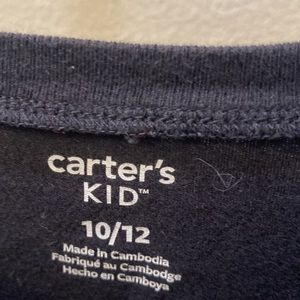 carter's
KID™
10/12
Made in Cambodia
Fabriqué au Cambodge
Hecho en Camboya